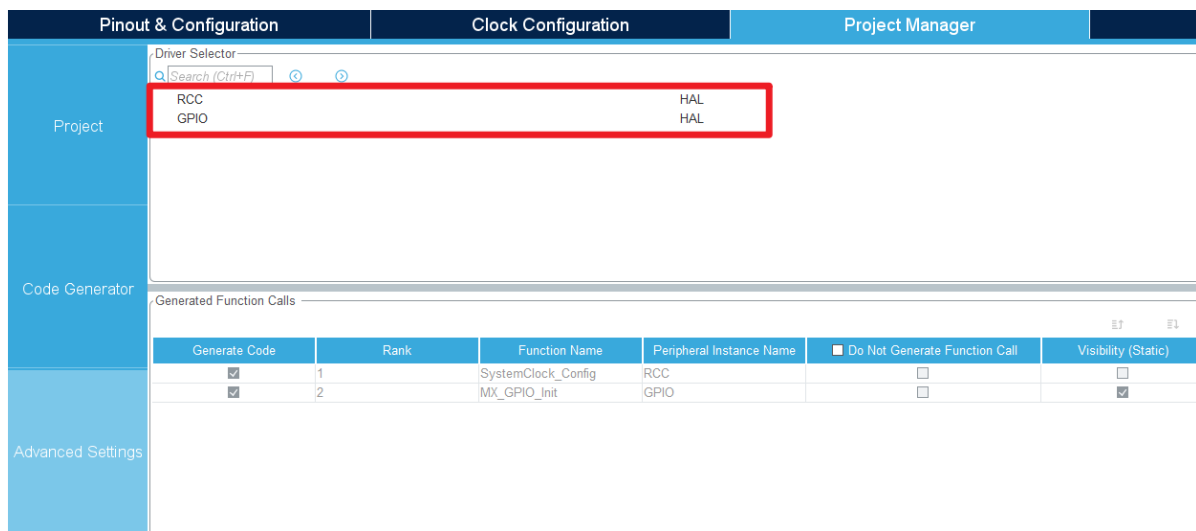 Pinout & Configuration Clock Configuration Project Manager
Driver Selector
Search (Ctrl+F)
RCC HAL
GPIO HAL
Project
Code Generator
Generated Function Calls
Generate Code Rank Function Name Peripheral Instance Name Do Not Generate Function Call Visibility (Static)
1 SystemClock_Config RCC
2 MX_GPIO_Init GPIO
Advanced Settings